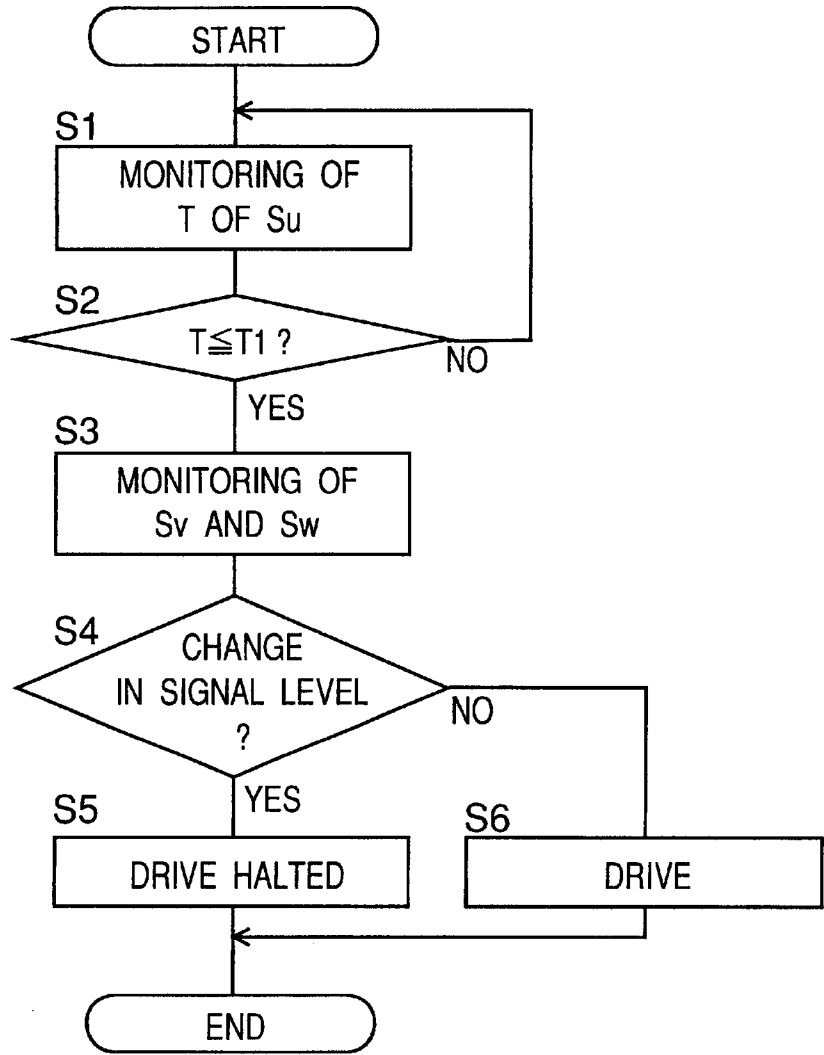 START
S1
MONITORING OF
T OF Su
S2
T≦T1 ?
NO
YES
S3
MONITORING OF
Sv AND Sw
S4
CHANGE
IN SIGNAL LEVEL
?
NO
YES
S5
DRIVE HALTED
S6
DRIVE
END